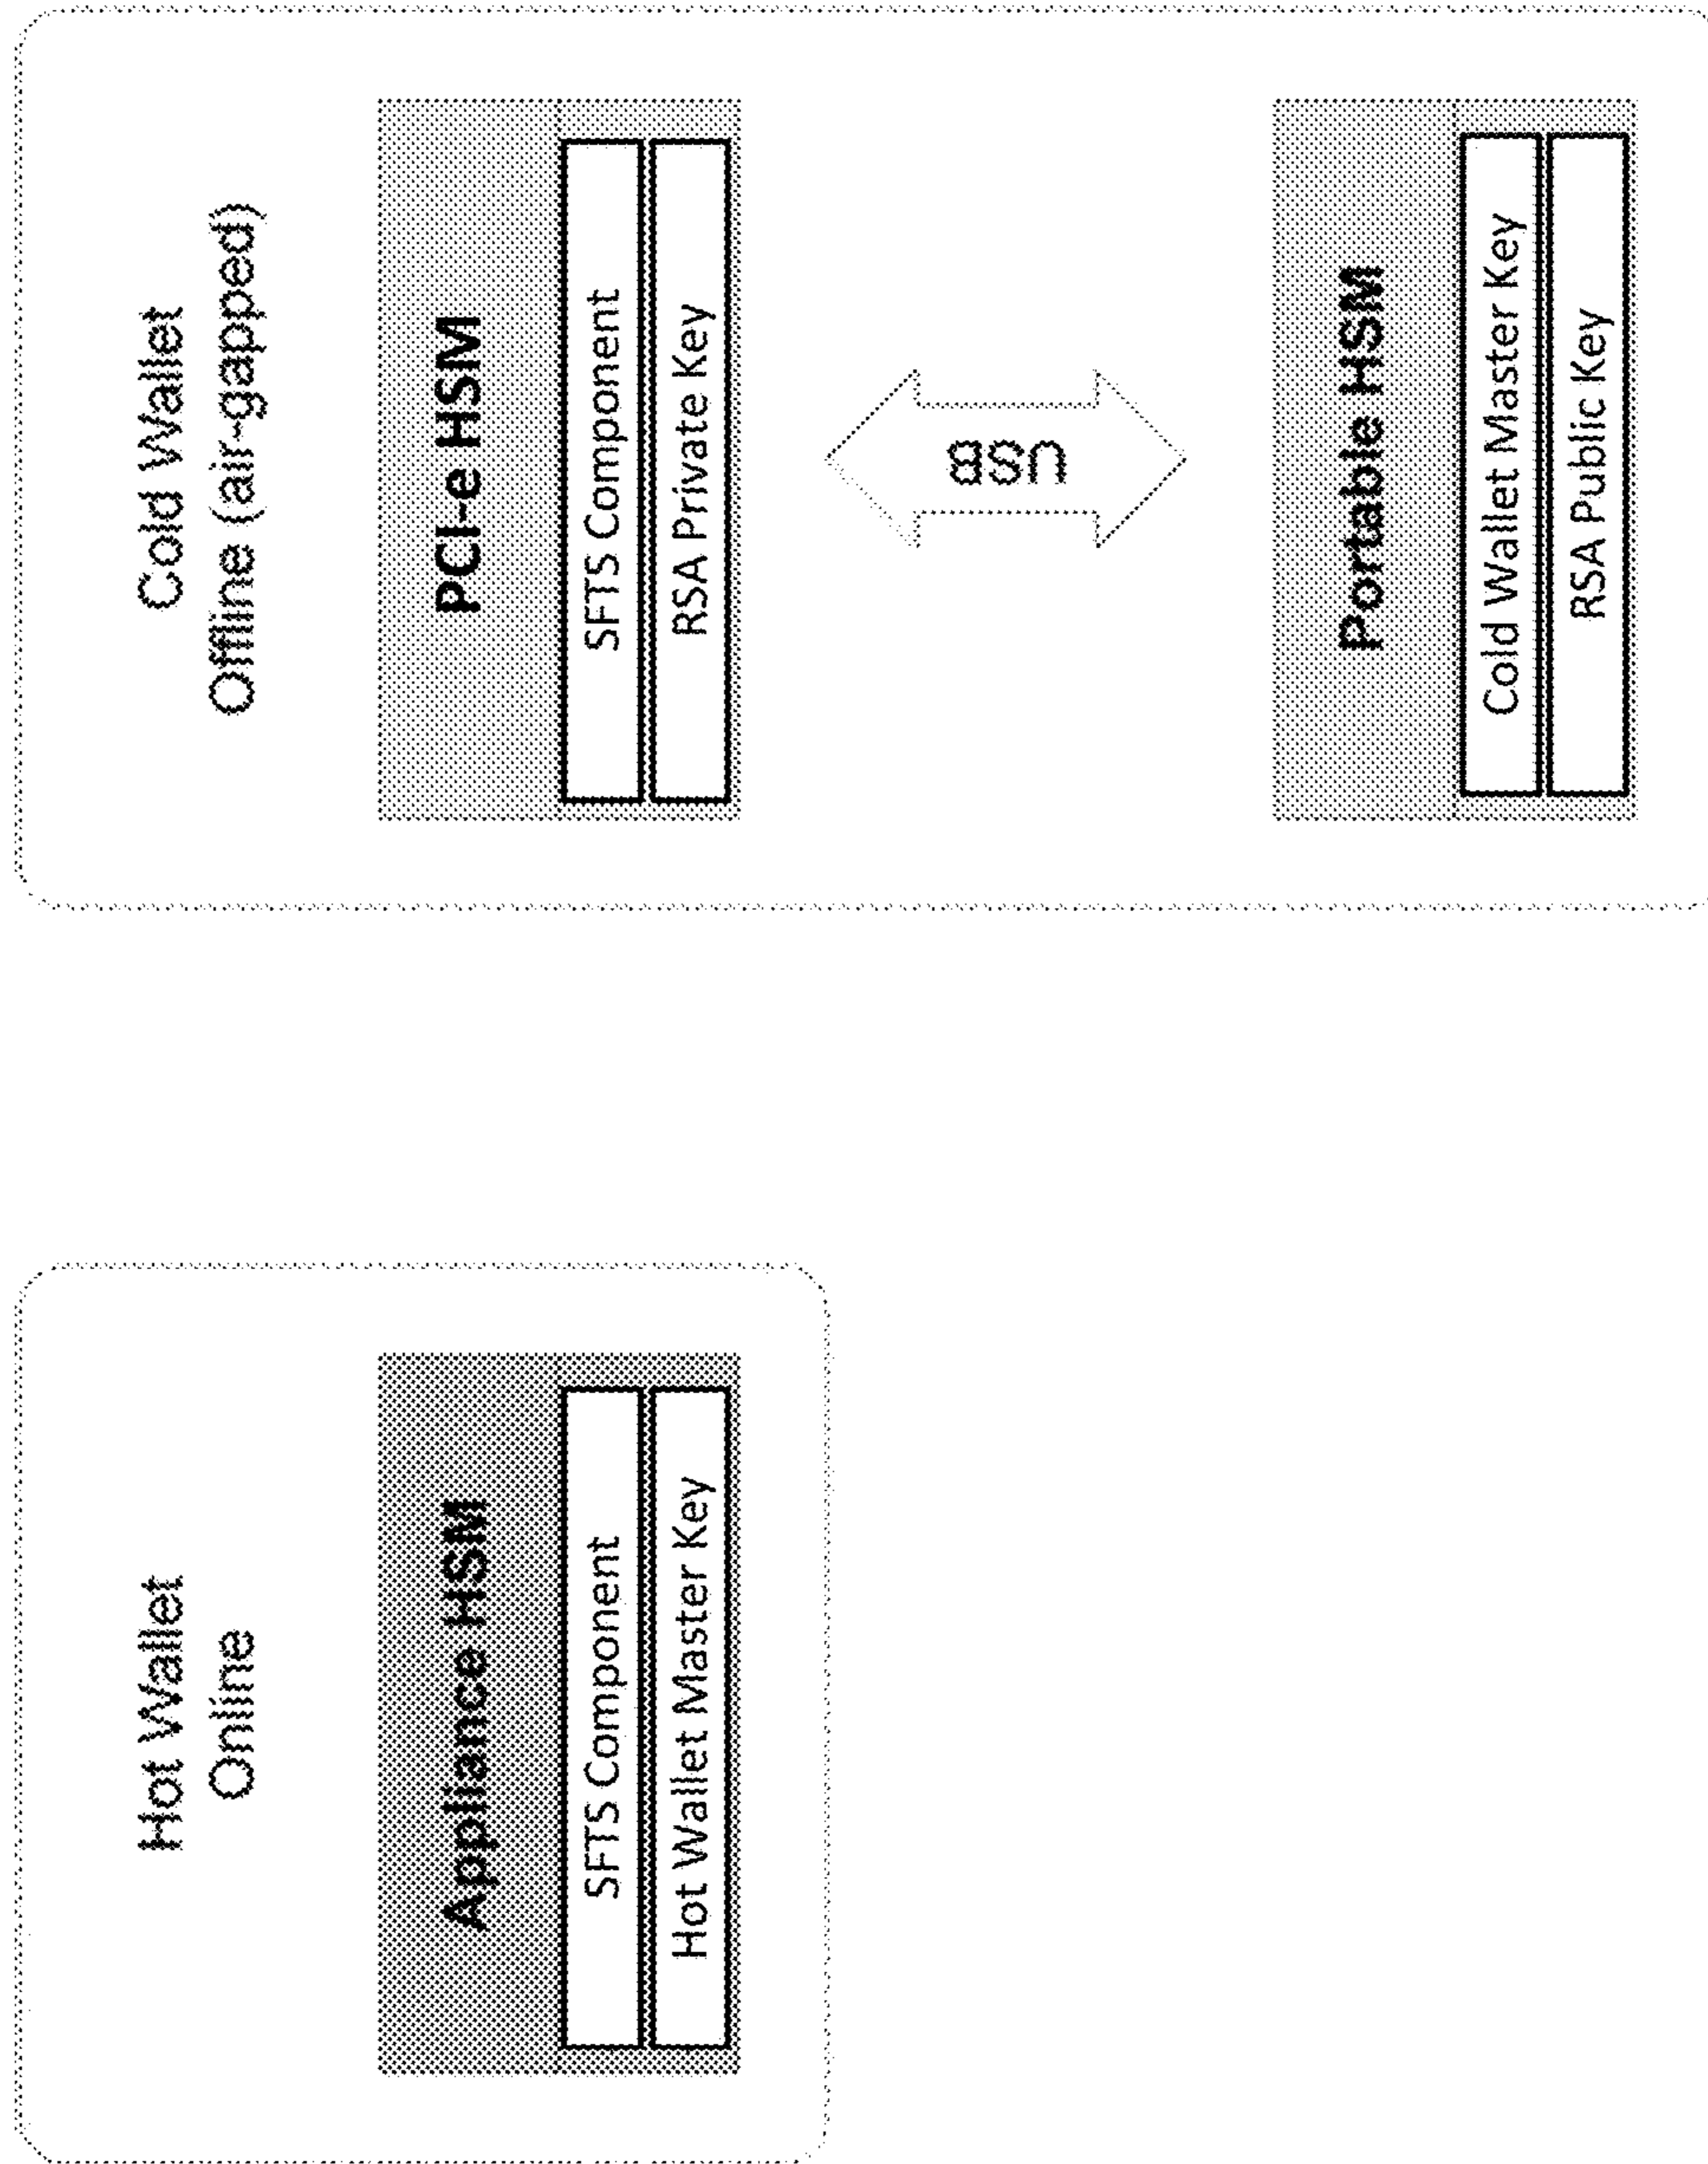 Hot Wallet
Online
Appliance HSM
SFTS Component
Hot Wallet Master Key
Cold Wallet
Offline (air-gapped)
PCI-e HSM
SFTS Component
RSA Private Key
USB
Portable HSM
Cold Wallet Master Key
RSA Public Key